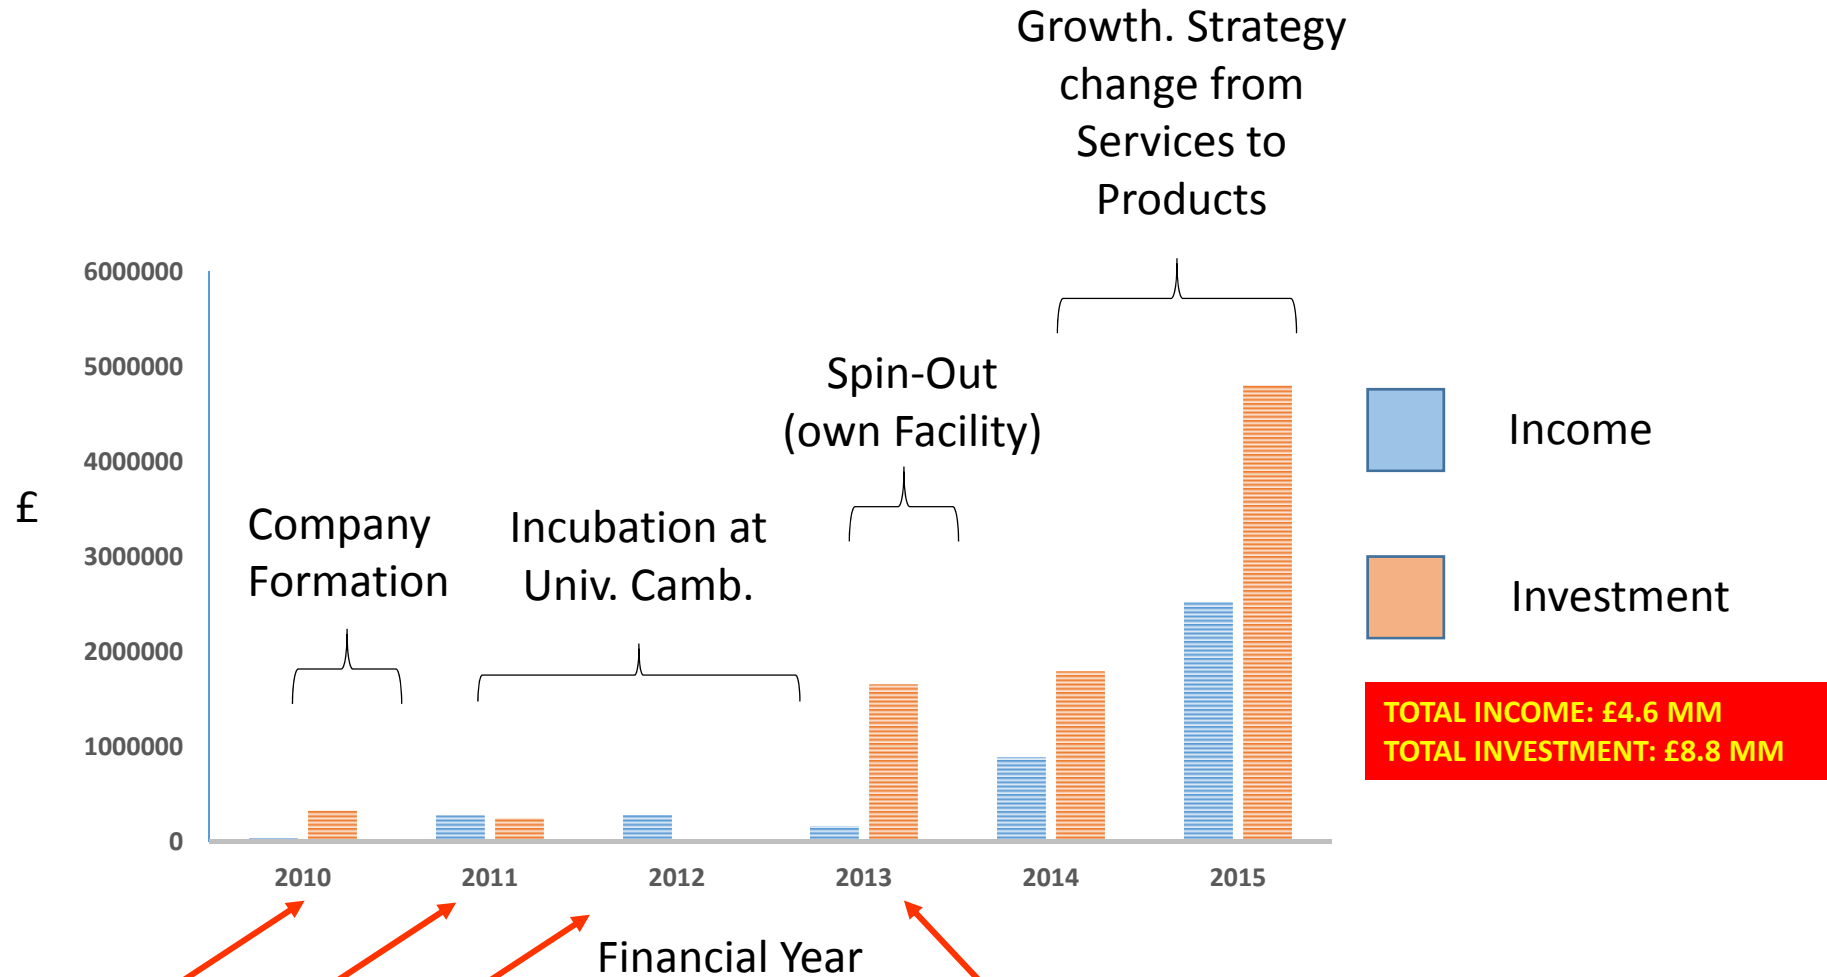 Growth. Strategy
change from
Services to
Products
6000000
5000000
4000000
3000000
2000000
1000000
0
£
Company
Formation
Incubation at
Univ. Camb.
Spin-Out
(own Facility)
Income
Investment
TOTAL INCOME: £4.6 MM
TOTAL INVESTMENT: £8.8 MM
2010 2011 2012 2013 2014 2015
Financial Year